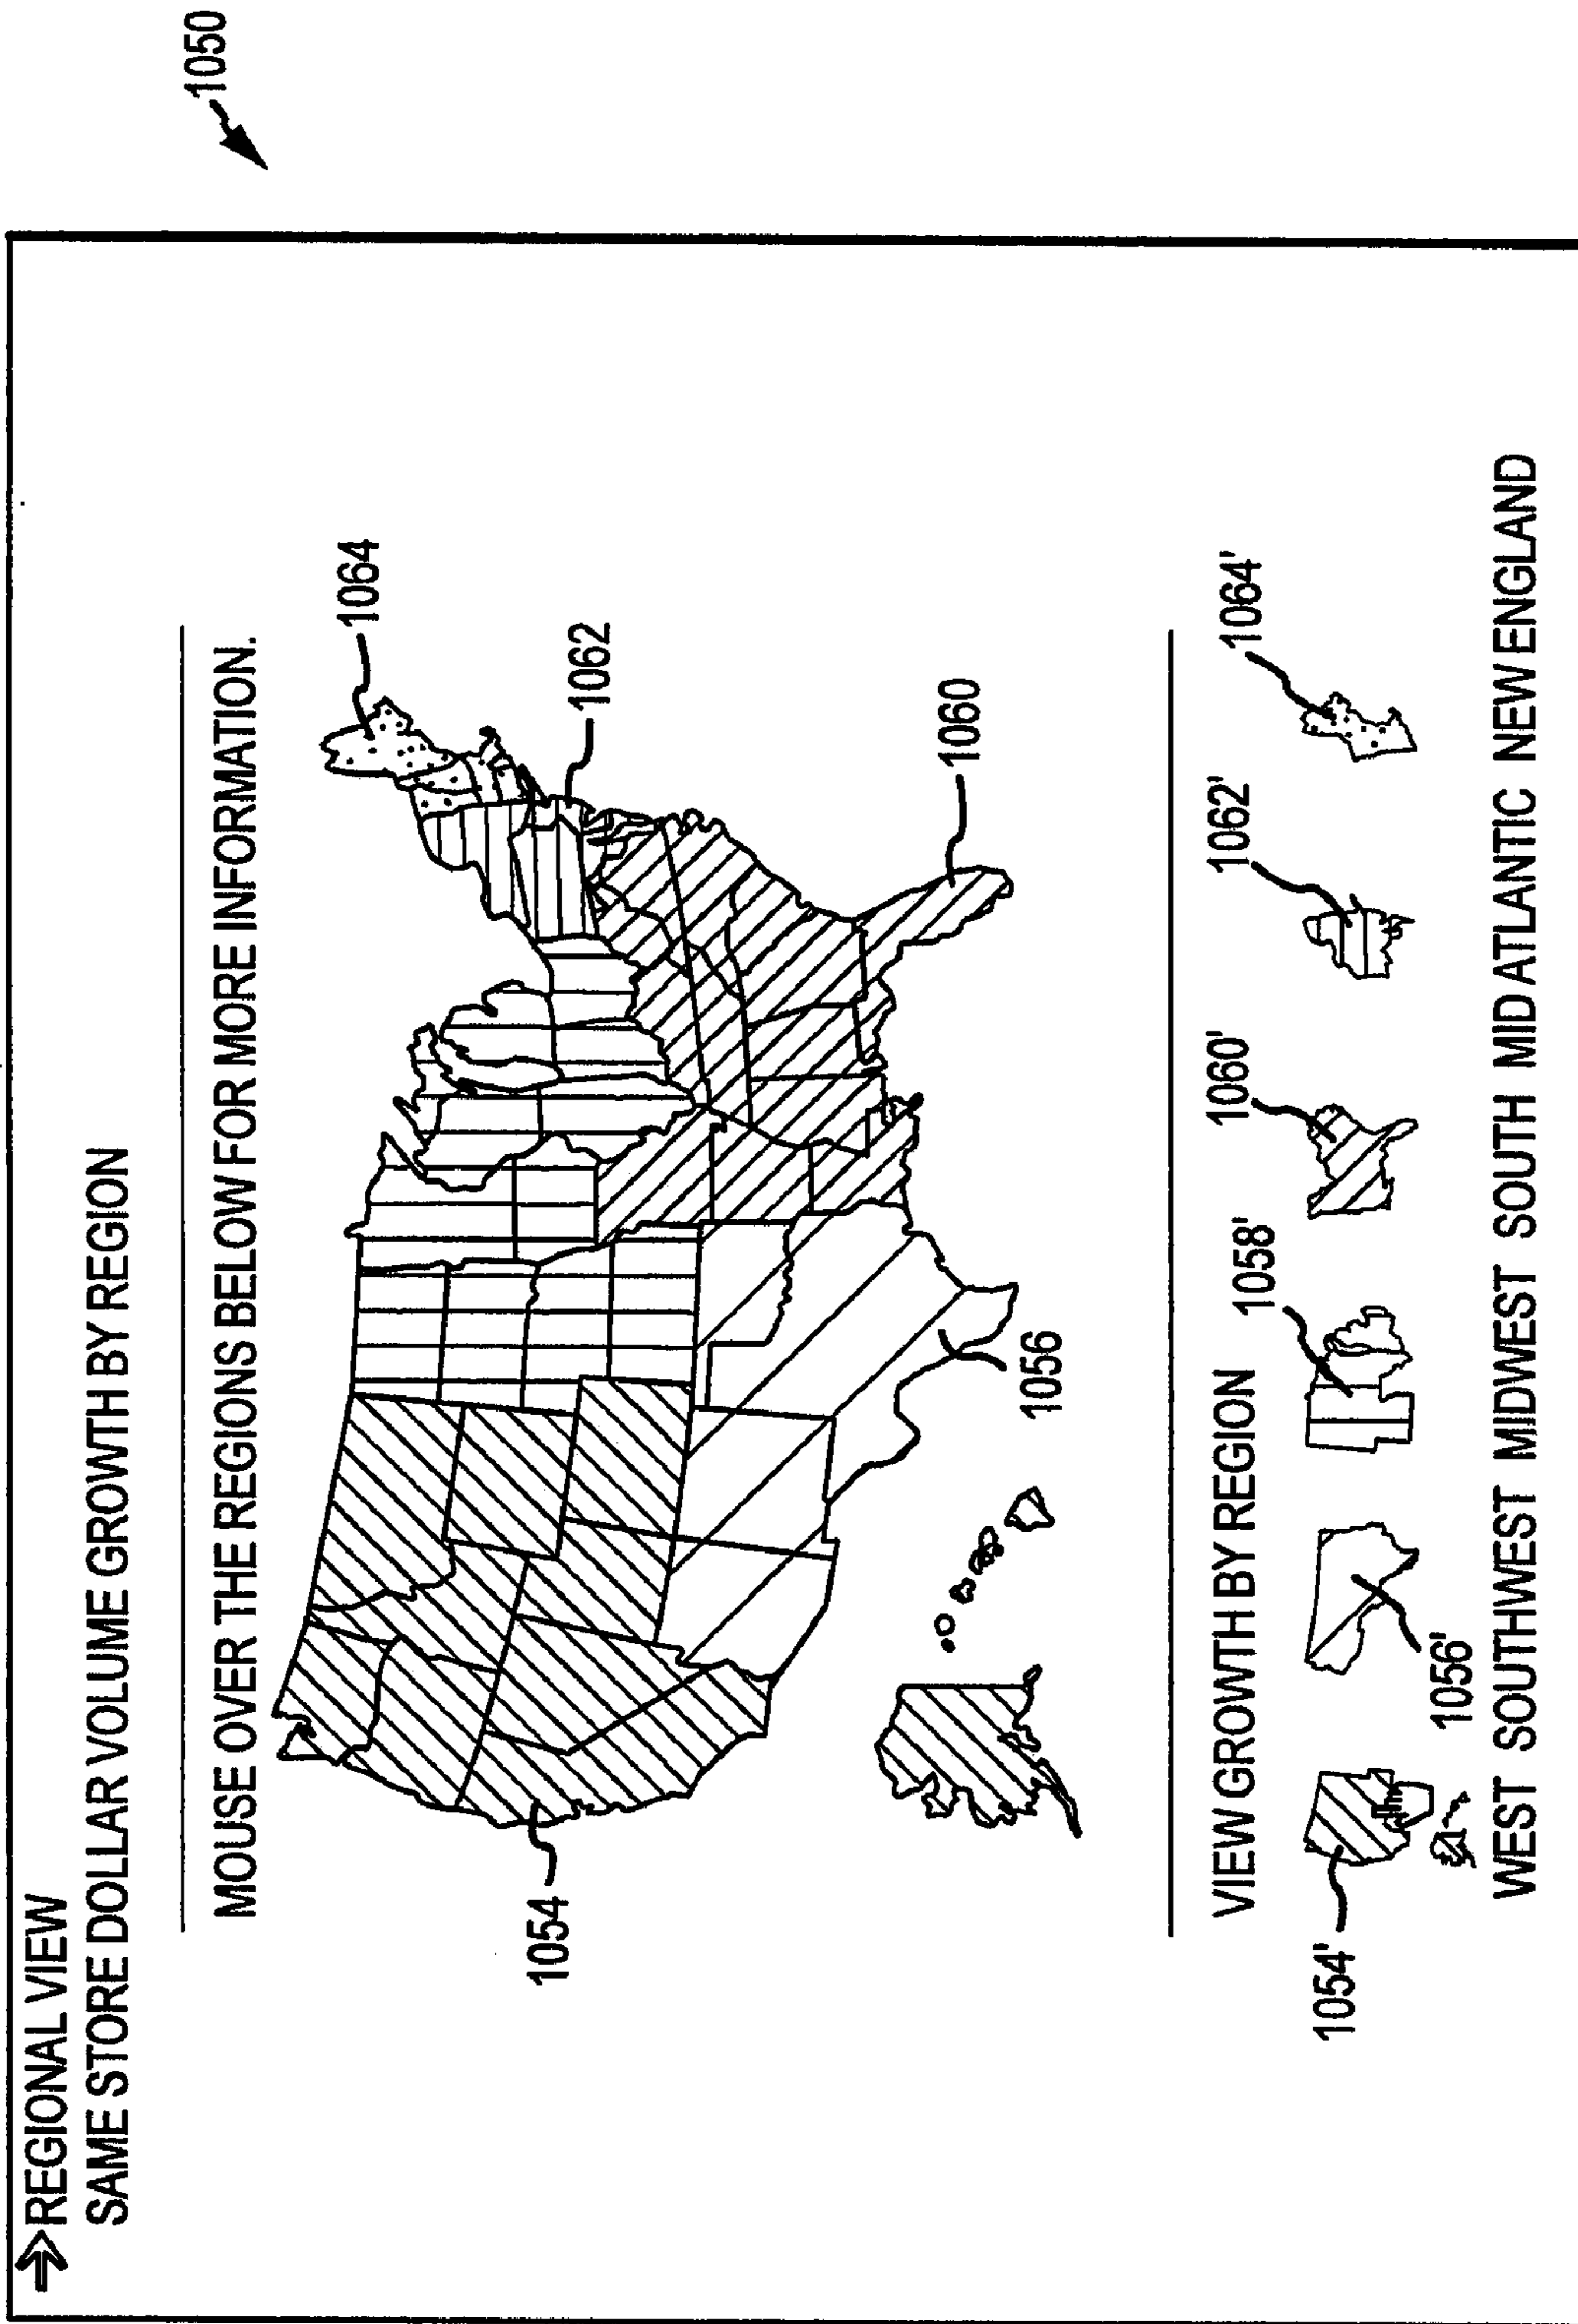 REGIONAL VIEW
SAME STORE DOLLAR VOLUME GROWTH BY REGION
1050
MOUSE OVER THE REGIONS BELOW FOR MORE INFORMATION.
1064
1062
1054
1060
1056
VIEW GROWTH BY REGION
1054'
1056'
1058'
1060'
1062'
1064'
WEST SOUTHWEST MIDWEST SOUTH MID ATLANTIC NEW ENGLAND